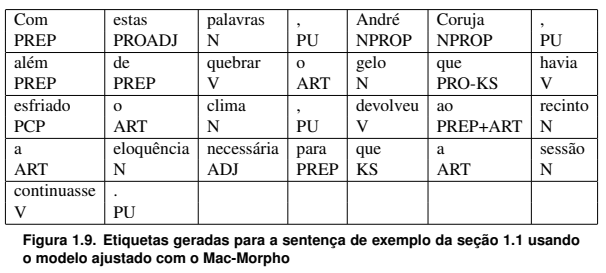 Com estas palavras , André Coruja ,
PREP PROADJ N PU NPROP NPROP PU
além de quebrar o gelo que havia
PREP PREP V ART N PRO-KS V
esfriado o clima , devolveu ao recinto
PCP ART N PU V PREP+ART N
a eloquência necessária para que a sessão
ART N ADJ PREP KS ART N
continuasse .
V PU
Figura 1.9. Etiquetas geradas para a sentença de exemplo da seção 1.1 usando
o modelo ajustado com o Mac-Morpho